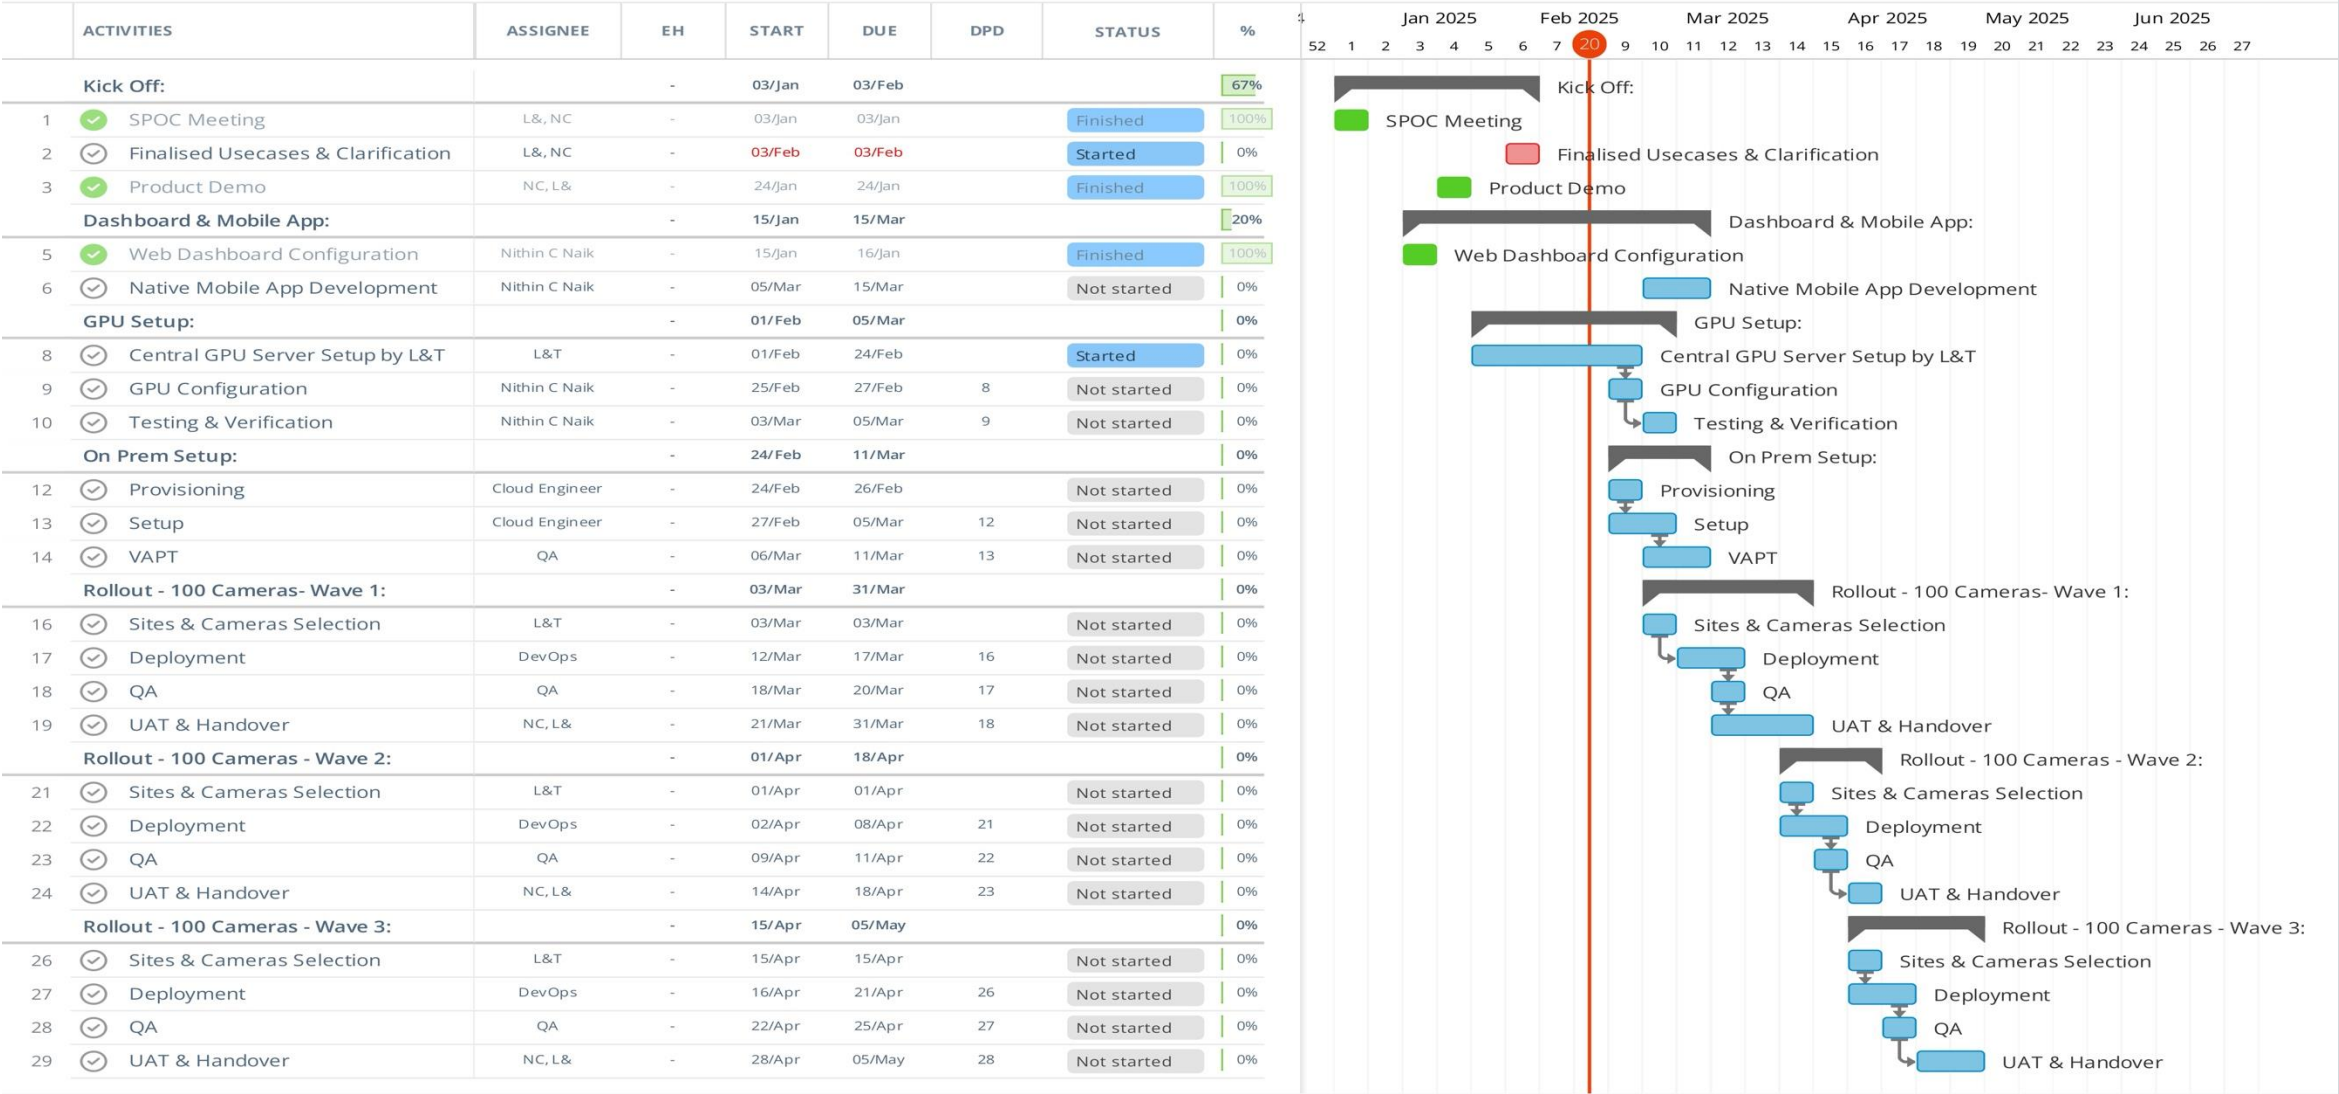 ACTIVITIES ASSIGNEE EH START DUE DPD STATUS %
Kick Off: - 03/Jan 03/Feb 67%
1 SPOC Meeting L&, NC - 03/Jan 03/Jan Finished 100%
2 Finalised Usecases & Clarification L&, NC - 03/Feb 03/Feb Started 0%
3 Product Demo NC, L& - 24/Jan 24/Jan Finished 100%
Dashboard & Mobile App: - 15/Jan 15/Mar 20%
5 Web Dashboard Configuration Nithin C Naik - 15/Jan 16/Jan Finished 100%
6 Native Mobile App Development Nithin C Naik - 05/Mar 15/Mar Not started 0%
GPU Setup: - 01/Feb 05/Mar 0%
8 Central GPU Server Setup by L&T L&T - 01/Feb 24/Feb Started 0%
9 GPU Configuration Nithin C Naik - 25/Feb 27/Feb 8 Not started 0%
10 Testing & Verification Nithin C Naik - 03/Mar 05/Mar 9 Not started 0%
On Prem Setup: - 24/Feb 11/Mar 0%
12 Provisioning Cloud Engineer - 24/Feb 26/Feb Not started 0%
13 Setup Cloud Engineer - 27/Feb 05/Mar 12 Not started 0%
14 VAPT QA - 06/Mar 11/Mar 13 Not started 0%
Rollout - 100 Cameras- Wave 1: - 03/Mar 31/Mar 0%
16 Sites & Cameras Selection L&T - 03/Mar 03/Mar Not started 0%
17 Deployment DevOps - 12/Mar 17/Mar 16 Not started 0%
18 QA QA - 18/Mar 20/Mar 17 Not started 0%
19 UAT & Handover NC, L& - 21/Mar 31/Mar 18 Not started 0%
Rollout - 100 Cameras - Wave 2: - 01/Apr 18/Apr 0%
21 Sites & Cameras Selection L&T - 01/Apr 01/Apr Not started 0%
22 Deployment DevOps - 02/Apr 08/Apr 21 Not started 0%
23 QA QA - 09/Apr 11/Apr 22 Not started 0%
24 UAT & Handover NC, L& - 14/Apr 18/Apr 23 Not started 0%
Rollout - 100 Cameras - Wave 3: - 15/Apr 05/May 0%
26 Sites & Cameras Selection L&T - 15/Apr 15/Apr Not started 0%
27 Deployment DevOps - 16/Apr 21/Apr 26 Not started 0%
28 QA QA - 22/Apr 25/Apr 27 Not started 0%
29 UAT & Handover NC, L& - 28/Apr 05/May 28 Not started 0%
Jan 2025 Feb 2025 Mar 2025 Apr 2025 May 2025 Jun 2025
52 1 2 3 4 5 6 7 20 9 10 11 12 13 14 15 16 17 18 19 20 21 22 23 24 25 26 27
Kick Off:
SPOC Meeting
Finalised Usecases & Clarification
Product Demo
Dashboard & Mobile App:
Web Dashboard Configuration
Native Mobile App Development
GPU Setup:
Central GPU Server Setup by L&T
GPU Configuration
Testing & Verification
On Prem Setup:
Provisioning
Setup
VAPT
Rollout - 100 Cameras- Wave 1:
Sites & Cameras Selection
Deployment
QA
UAT & Handover
Rollout - 100 Cameras - Wave 2:
Sites & Cameras Selection
Deployment
QA
UAT & Handover
Rollout - 100 Cameras - Wave 3:
Sites & Cameras Selection
Deployment
QA
UAT & Handover